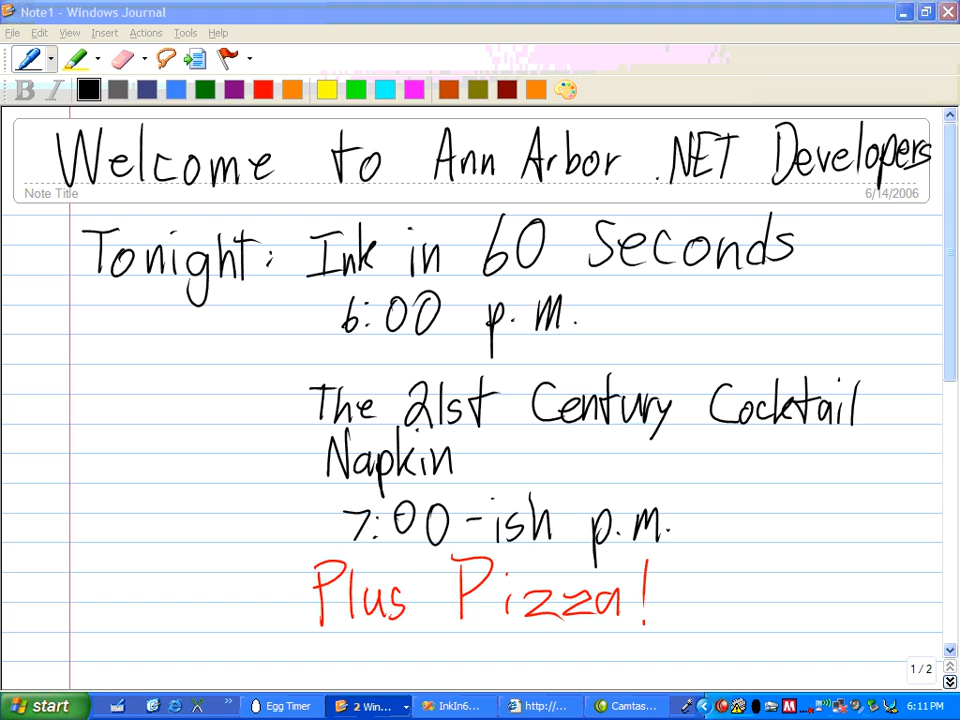 Note1 - Windows Journal
File Edit View Insert Actions Tools Help
B I
Welcome to Ann Arbor .NET Developers
Note Title 6/14/2006
Tonight: Ink in 60 Seconds
6:00 p.m.
The 21st Century Cocktail
Napkin
7:00-ish p.m.
Plus Pizza!
1 / 2
start Egg Timer 2 Win... InkIn6... http://... Camtas... 6:11 PM